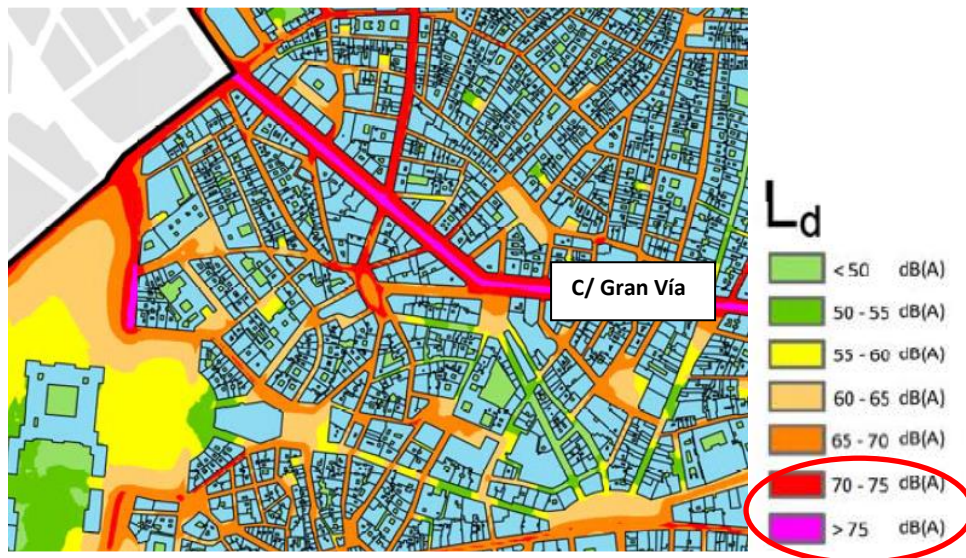 C/ Gran Vía
Ld
< 50 dB(A)
50 - 55 dB(A)
55 - 60 dB(A)
60 - 65 dB(A)
65 - 70 dB(A)
70 - 75 dB(A)
> 75 dB(A)